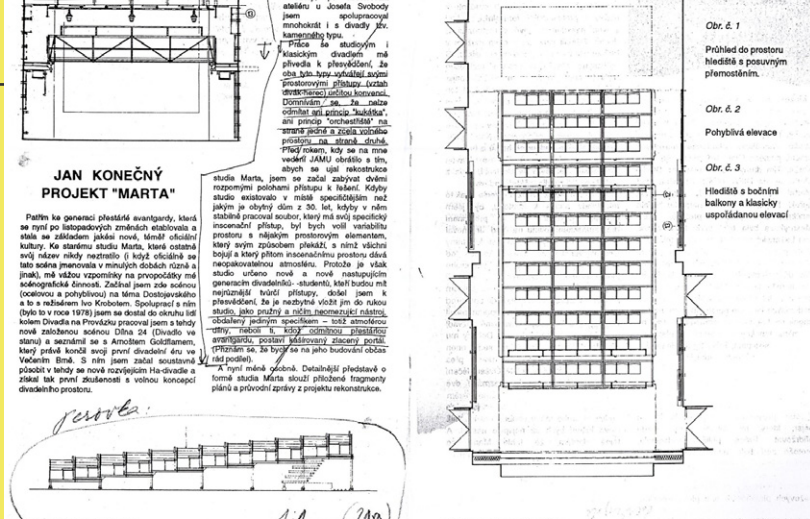 JAN KONEČNÝ
PROJEKT "MARTA"
Patřím ke generaci přestárlé avantgardy, která
se nyní po listopadových změnách etablovala a
stala se základem jakési nové, téměř oficiální
kultury. Ke starému studiu Marta, které ostatně
svůj název nikdy neztratilo (i když oficiálně se
tato scéna jmenovala v minulých dobách různě a
jinak), mě vážou vzpomínky na prvopočátky mé
scénografické činnosti. Začínal jsem zde scénou
(ocelovou a pohyblivou) na téma Dostojevského
a to s režisérem Ivo Krobotem. Spoluprací s ním
(bylo to v roce 1978) jsem se dostal do okruhu lidí
kolem Divadla na Provázku pracoval jsem s tehdy
nově založenou scénou Dílna 24 (Divadlo ve
stanu) a seznámil se s Arnoštem Goldflamem,
který právě končil svoji první divadelní éru ve
Večerním Brně. S ním jsem začal soustavně
působit v tehdy se nově rozvíjejícím Ha-divadle a
získal tak první zkušenosti s volnou koncepcí
divadelního prostoru.
ateliéru u Josefa Svobody
jsem spolupracoval
mnohokrát i s divadly tzv.
kamenného typu.
Práce se studiovým i
klasickým divadlem mě
přivedla k přesvědčení, že
oba tyto typy vytvářejí svými
prostorovými přístupy (vztah
divák-herec) určitou konvenci.
Domnívám se, že nelze
odmítat ani princip "kukátka",
ani princip "orchestřiště" na
straně jedné a zcela volného
prostoru na straně druhé.
Před rokem, kdy se na mne
vedení JAMU obrátilo s tím,
abych se ujal rekostrukce
studia Marta, jsem se začal zabývat dvěmi
rozpornými polohami přístupu k řešení. Kdyby
studio existovalo v místě specifičtějším než
jakým je obytný dům z 30. let, kdyby v něm
stabilně pracoval soubor, který má svůj specifický
inscenační přístup, byl bych volil variabilitu
prostoru s nějakým prostorovým elementem,
který svým způsobem překáží, s nímž všichni
bojují a který přitom inscenačnímu prostoru dává
neopakovatelnou atmosféru. Protože je však
studio určeno nově a nově nastupujícím
generacím divadelníků- -studentů, kteří budou mít
nejrůznější tvůrčí přístupy, došel jsem k
přesvědčení, že je nezbytné vložit jim do rukou
studio, jako pružný a ničím neomezující nástroj,
obdařený jediným specifikem – totiž atmosférou
dílny, neboli ti, kdož odmítnou přestárlou
avantgardu, postaví kašírovaný zlacený portál.
(Přiznám se, že bych se na jeho budování občas
rád podílel).
A nyní méně osobně. Detailnější představě o
formě studia Marta slouží přiložené fragmenty
plánů a průvodní zprávy z projektu rekonstrukce.
Obr. č. 1
Průhled do prostoru
hlediště s posuvným
přemostěním.
Obr. č. 2
Pohyblivá elevace
Obr. č. 3
Hlediště s bočními
balkony a klasicky
uspořádanou elevací